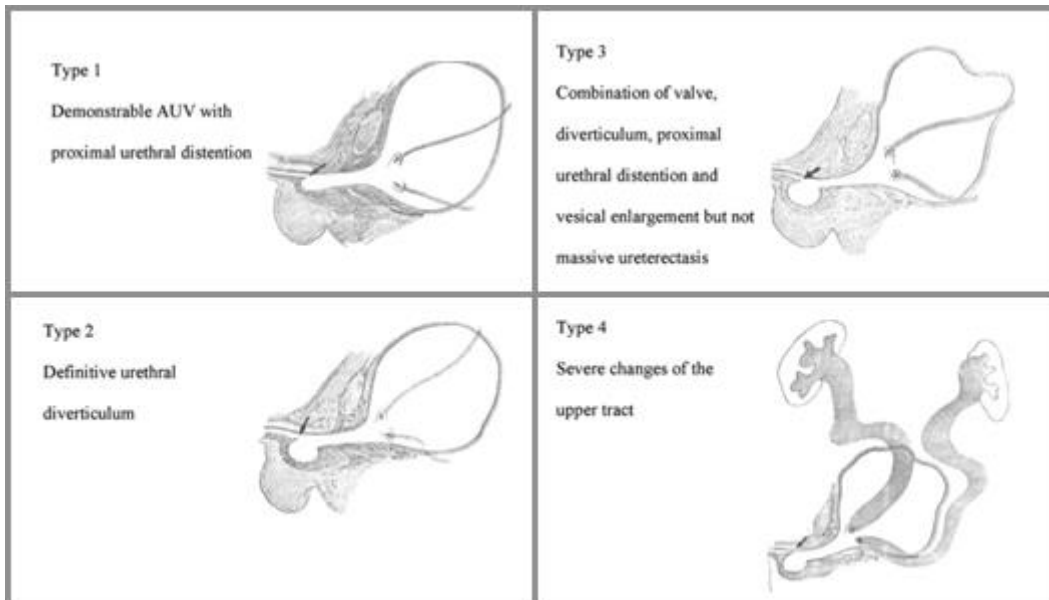 Type 1
Demonstrable AUV with
proximal urethral distention
Type 3
Combination of valve,
diverticulum, proximal
urethral distention and
vesical enlargement but not
massive ureterectasis
Type 2
Definitive urethral
diverticulum
Type 4
Severe changes of the
upper tract